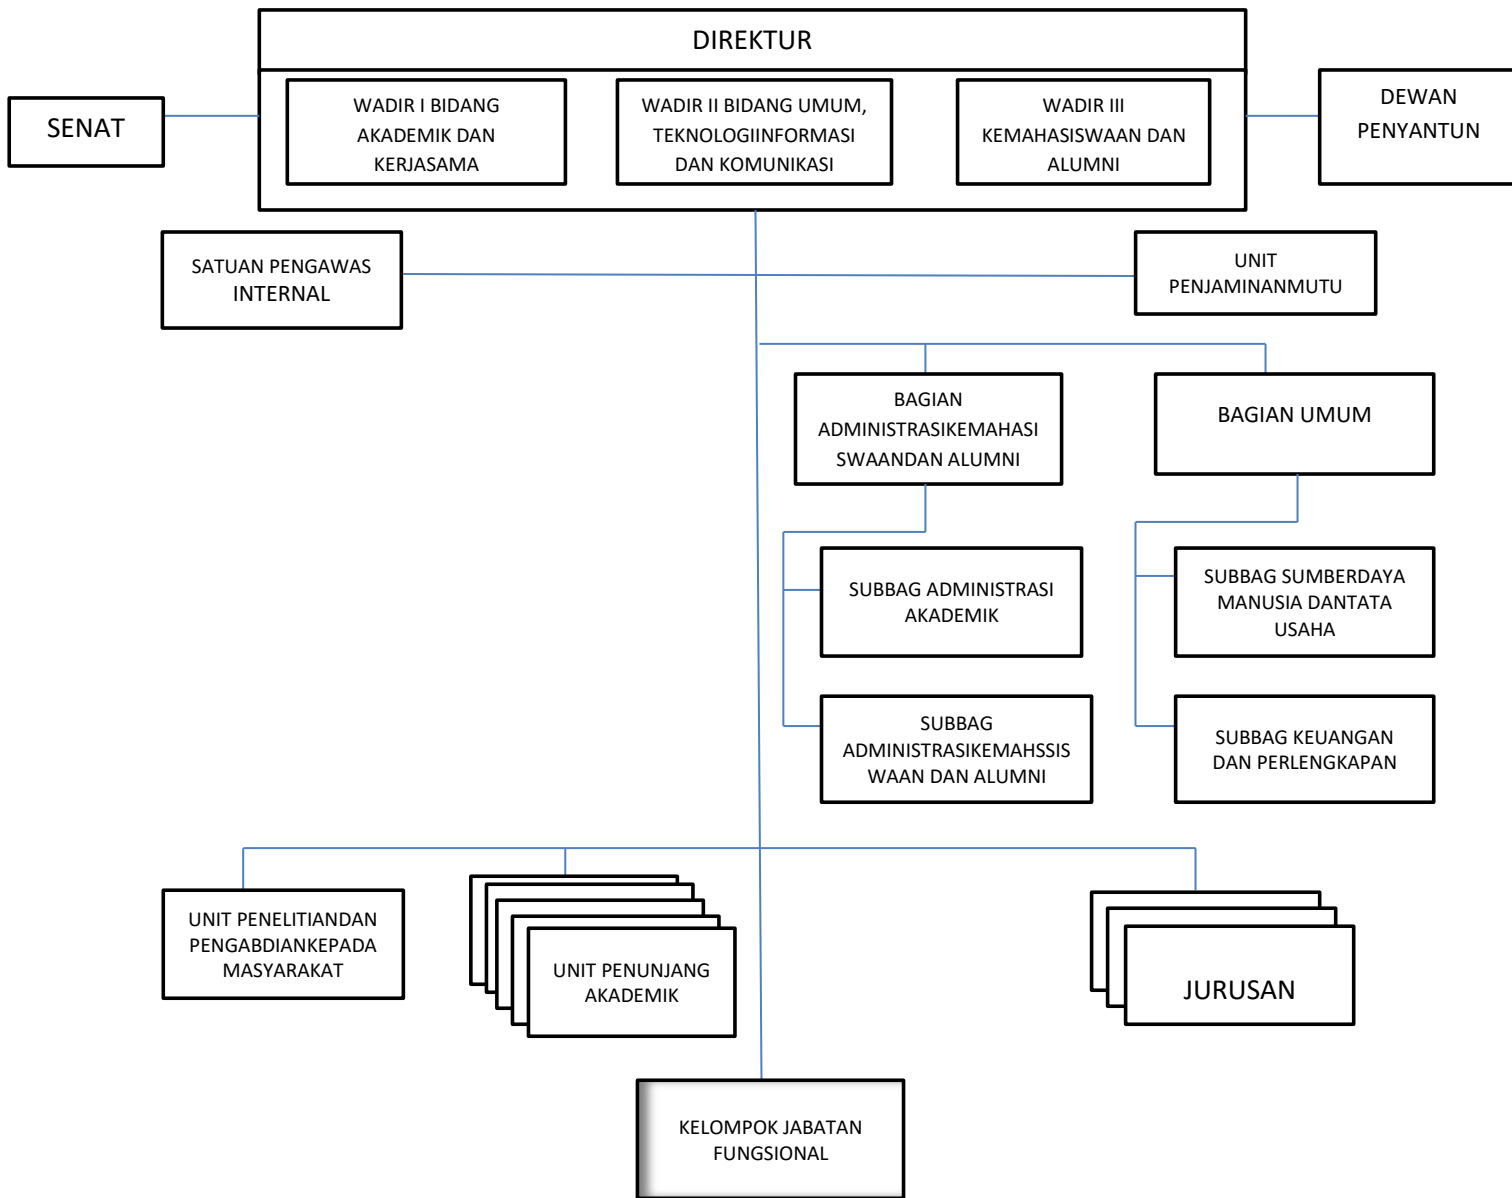 DIREKTUR
SENAT
WADIR I BIDANG
AKADEMIK DAN
KERJASAMA
WADIR II BIDANG UMUM,
TEKNOLOGIINFORMASI
DAN KOMUNIKASI
WADIR III
KEMAHASISWAAN DAN
ALUMNI
DEWAN
PENYANTUN
SATUAN PENGAWAS
INTERNAL
UNIT
PENJAMINANMUTU
BAGIAN
ADMINISTRASIKEMAHASI
SWAANDAN ALUMNI
BAGIAN UMUM
SUBBAG ADMINISTRASI
AKADEMIK
SUBBAG SUMBERDAYA
MANUSIA DANTATA
USAHA
SUBBAG
ADMINISTRASIKEMAHSSIS
WAAN DAN ALUMNI
SUBBAG KEUANGAN
DAN PERLENGKAPAN
UNIT PENELITIANDAN
PENGABDIANKEPADA
MASYARAKAT
UNIT PENUNJANG
AKADEMIK
JURUSAN
KELOMPOK JABATAN
FUNGSIONAL